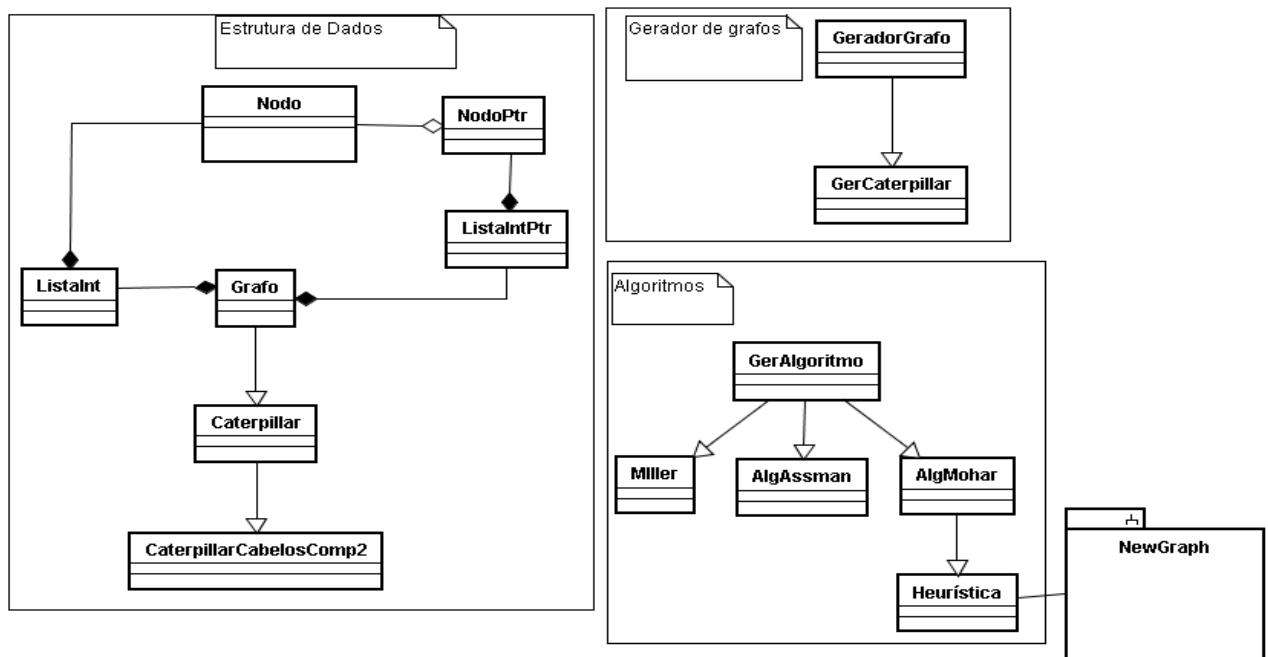 Estrutura de Dados
Nodo
NodoPtr
ListaIntPtr
ListaInt
Grafo
Caterpillar
CaterpillarCabelosComp2
Gerador de grafos
GeradorGrafo
GerCaterpillar
Algoritmos
GerAlgoritmo
MIller
AlgAssman
AlgMohar
Heurística
NewGraph